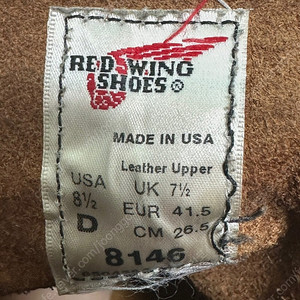 RED WING
SHOES®
MADE IN USA
Leather Upper
USA UK 7½
8½ EUR 41.5
D CM 26.5
8146